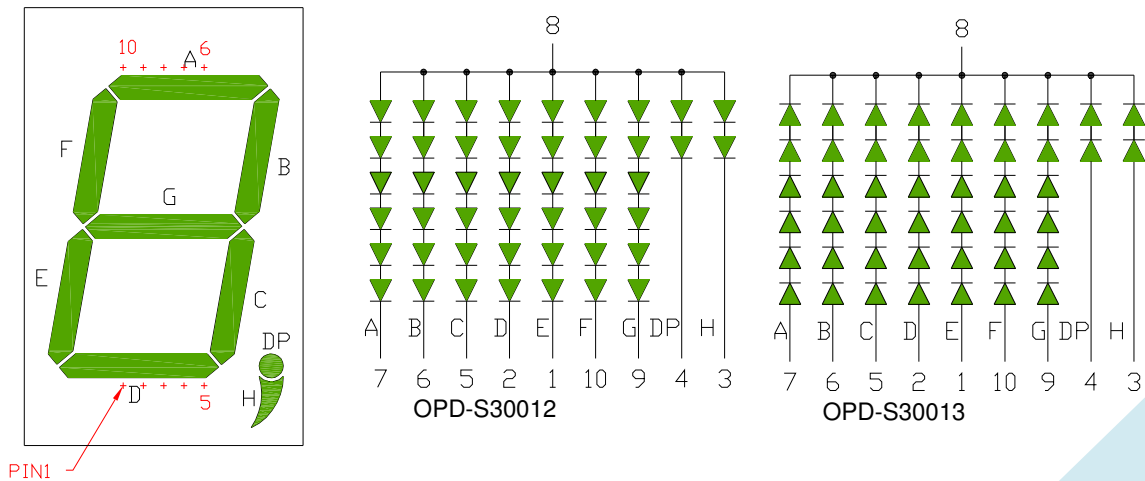 10 6
A
F
B
G
E
C
DP
D
5
H
PIN1
8
A B C D E F G DP H
7 6 5 2 1 10 9 4 3
OPD-S30012
8
A B C D E F G DP H
7 6 5 2 1 10 9 4 3
OPD-S30013